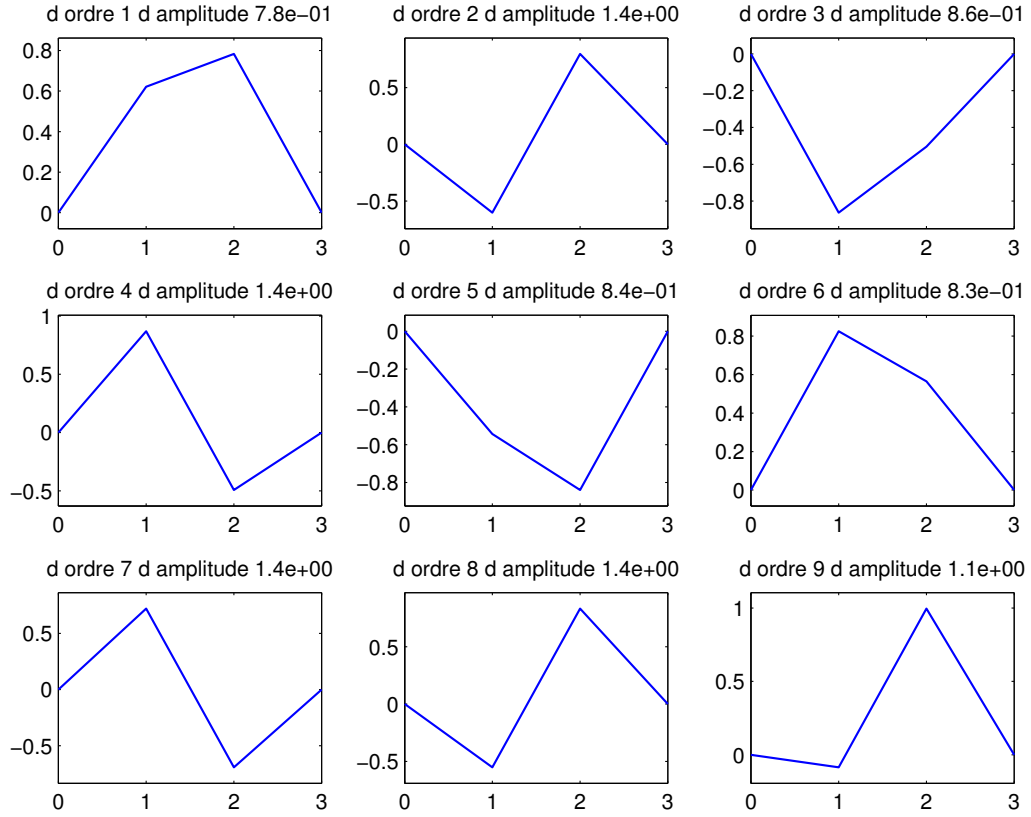 d ordre 1 d amplitude 7.8e−01
0.8
0.6
0.4
0.2
0
0 1 2 3
d ordre 2 d amplitude 1.4e+00
0.5
0
−0.5
0 1 2 3
d ordre 3 d amplitude 8.6e−01
0
−0.2
−0.4
−0.6
−0.8
0 1 2 3
d ordre 4 d amplitude 1.4e+00
1
0.5
0
−0.5
0 1 2 3
d ordre 5 d amplitude 8.4e−01
0
−0.2
−0.4
−0.6
−0.8
0 1 2 3
d ordre 6 d amplitude 8.3e−01
0.8
0.6
0.4
0.2
0
0 1 2 3
d ordre 7 d amplitude 1.4e+00
0.5
0
−0.5
0 1 2 3
d ordre 8 d amplitude 1.4e+00
0.5
0
−0.5
0 1 2 3
d ordre 9 d amplitude 1.1e+00
1
0.5
0
0 1 2 3